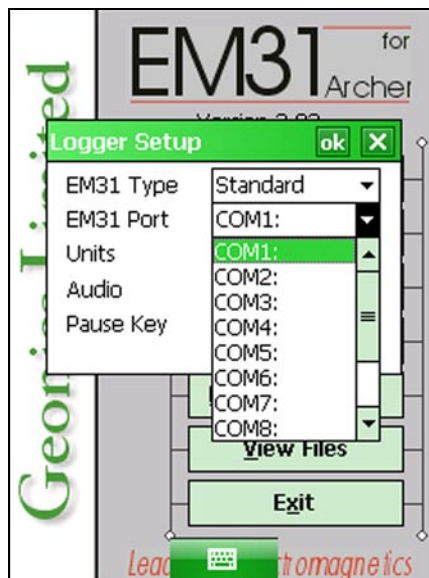 EM31 for
Archer
Logger Setup ok X
EM31 Type Standard
EM31 Port COM1:
Units
Audio
Pause Key
COM1:
COM2:
COM3:
COM4:
COM5:
COM6:
COM7:
COM8:
View Files
Exit
Geonics Limited